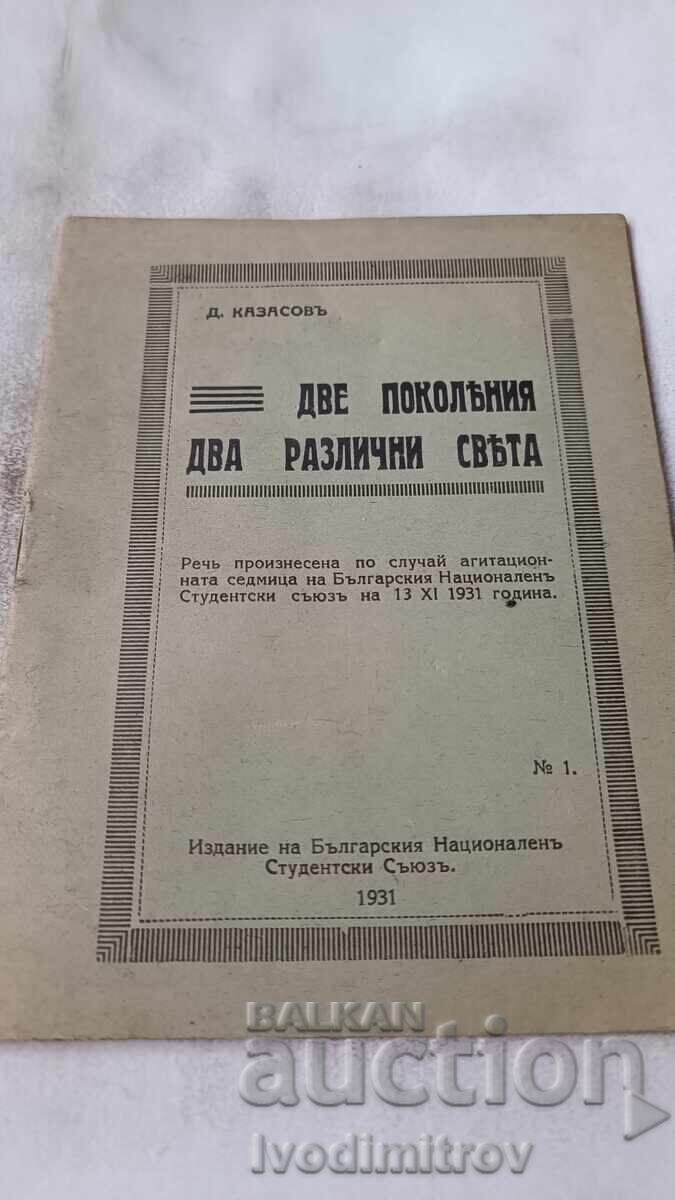 Д. КАЗАСОВЪ
ДВЕ ПОКОЛѢНИЯ
ДВА РАЗЛИЧНИ СВѢТА
Речь произнесена по случай агитацион-
ната седмица на Българския Националенъ
Студентски съюзъ на 13 XI 1931 година.
№ 1.
Издание на Българския Националенъ
Студентски Съюзъ.
1931
BALKAN
auction
Ivodimitrov